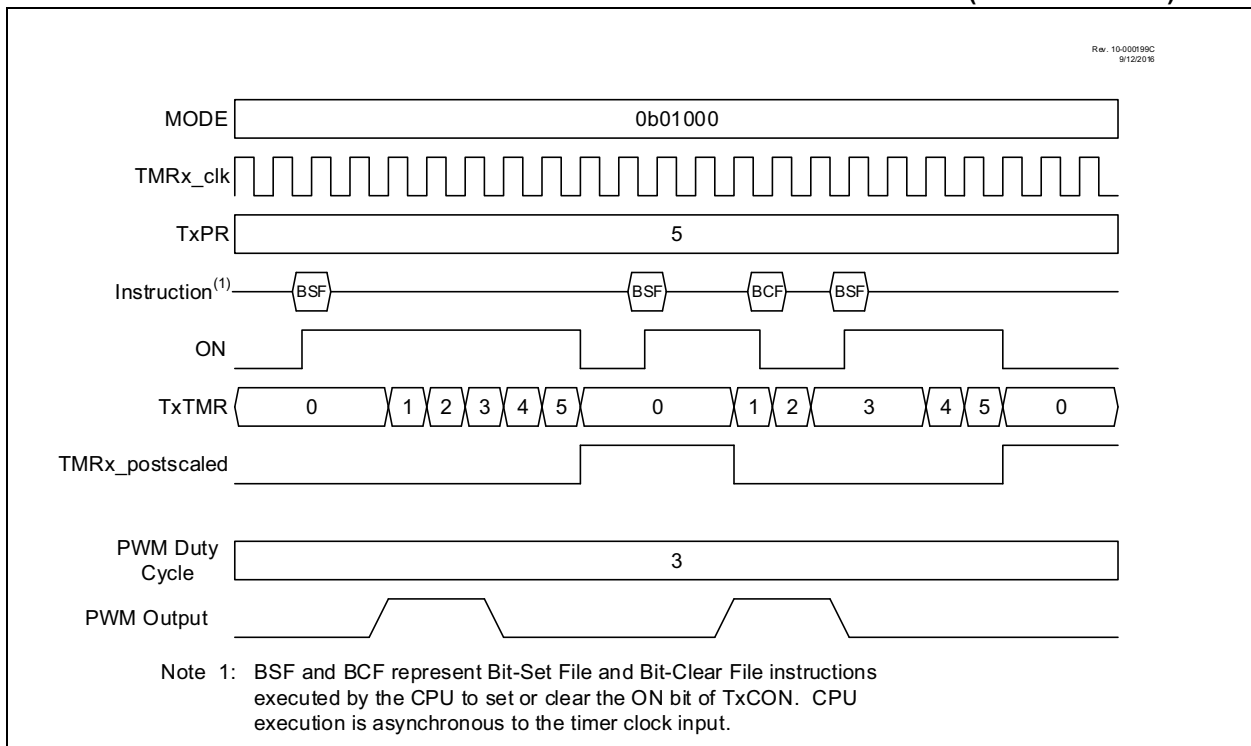 Rev. 10-000199C
9/12/2016
MODE 0b01000
TMRx_clk
TxPR 5
Instruction(1) BSF BSF BCF BSF
ON
TxTMR 0 1 2 3 4 5 0 1 2 3 4 5 0
TMRx_postscaled
PWM Duty
Cycle 3
PWM Output
Note 1: BSF and BCF represent Bit-Set File and Bit-Clear File instructions
executed by the CPU to set or clear the ON bit of TxCON. CPU
execution is asynchronous to the timer clock input.